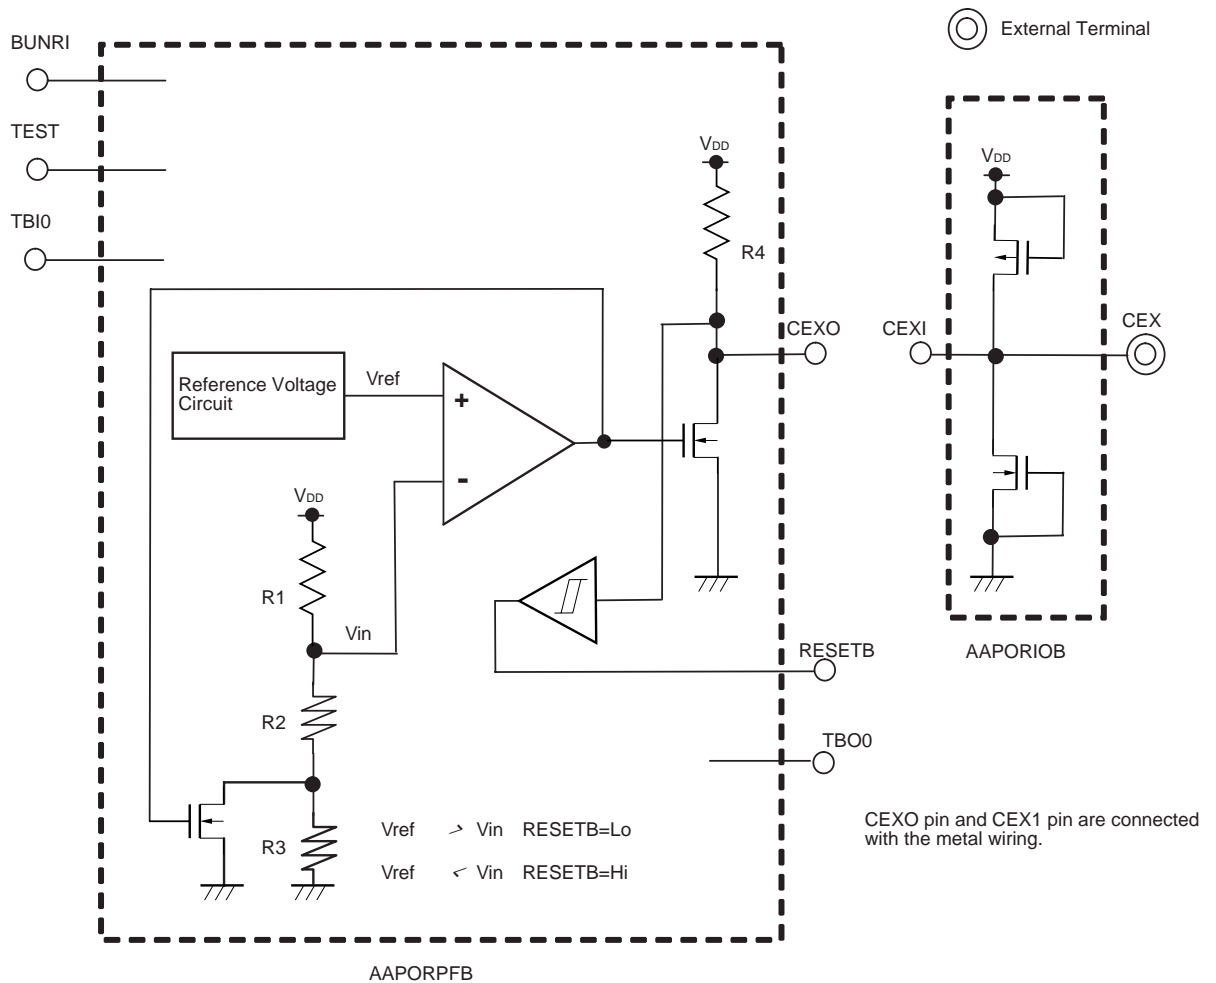 External Terminal
BUNRI
TEST
TBI0
VDD
R4
VDD
CEXO
CEXI
CEX
Reference Voltage
Circuit
Vref
+
-
VDD
R1
Vin
RESETB
AAPORIOB
R2
TBO0
R3
Vref > Vin RESETB=Lo
Vref < Vin RESETB=Hi
CEXO pin and CEX1 pin are connected
with the metal wiring.
AAPORPFB